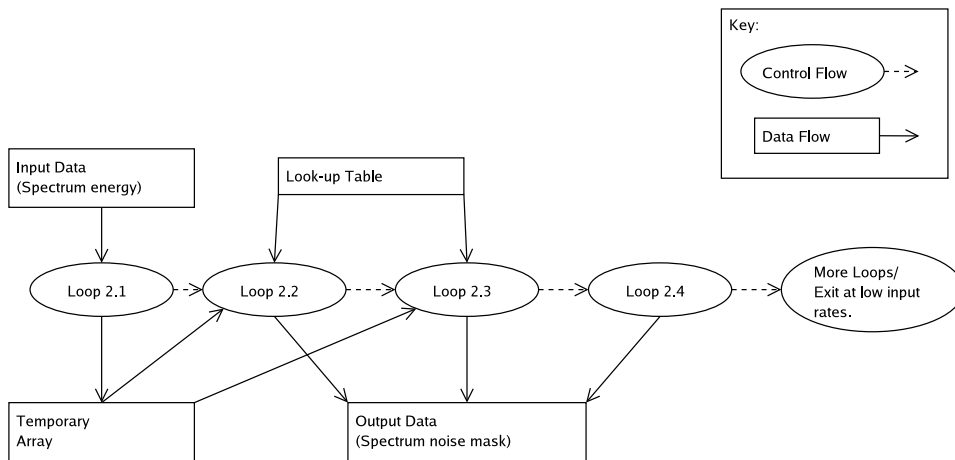 Key:
Control Flow
Data Flow
Input Data
(Spectrum energy)
Look-up Table
Loop 2.1
Loop 2.2
Loop 2.3
Loop 2.4
More Loops/
Exit at low input
rates.
Temporary
Array
Output Data
(Spectrum noise mask)